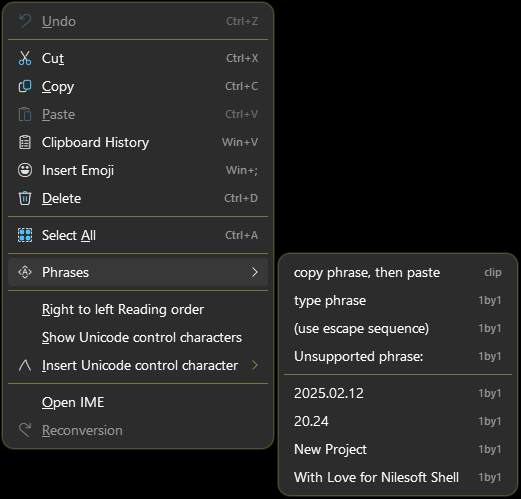 Undo Ctrl+Z
Cut Ctrl+X
Copy Ctrl+C
Paste Ctrl+V
Clipboard History Win+V
Insert Emoji Win+;
Delete Ctrl+D
Select All Ctrl+A
Phrases
Right to left Reading order
Show Unicode control characters
Insert Unicode control character
Open IME
Reconversion
copy phrase, then paste clip
type phrase 1by1
(use escape sequence) 1by1
Unsupported phrase: 1by1
2025.02.12 1by1
20.24 1by1
New Project 1by1
With Love for Nilesoft Shell 1by1